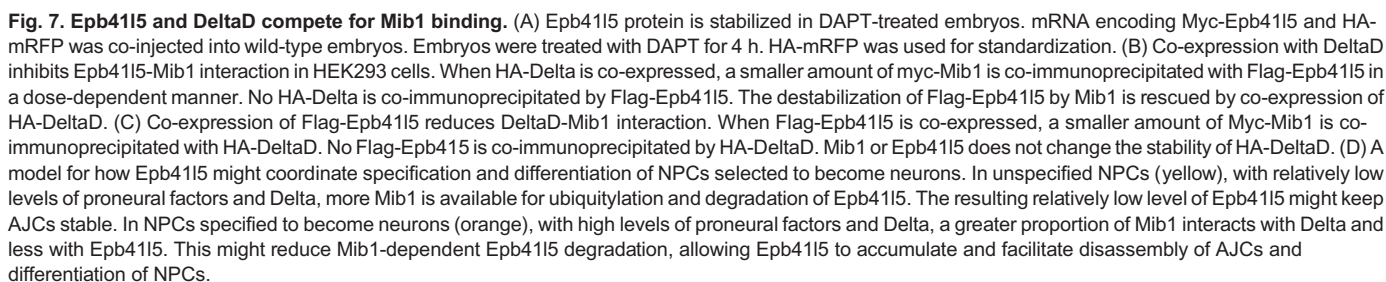 Fig. 7. Epb41l5 and DeltaD compete for Mib1 binding. (A) Epb41l5 protein is stabilized in DAPT-treated embryos. mRNA encoding Myc-Epb41l5 and HA-
mRFP was co-injected into wild-type embryos. Embryos were treated with DAPT for 4 h. HA-mRFP was used for standardization. (B) Co-expression with DeltaD
inhibits Epb41l5-Mib1 interaction in HEK293 cells. When HA-Delta is co-expressed, a smaller amount of myc-Mib1 is co-immunoprecipitated with Flag-Epb41l5 in
a dose-dependent manner. No HA-Delta is co-immunoprecipitated by Flag-Epb41l5. The destabilization of Flag-Epb41l5 by Mib1 is rescued by co-expression of
HA-DeltaD. (C) Co-expression of Flag-Epb41l5 reduces DeltaD-Mib1 interaction. When Flag-Epb41l5 is co-expressed, a smaller amount of Myc-Mib1 is co-
immunoprecipitated with HA-DeltaD. No Flag-Epb415 is co-immunoprecipitated by HA-DeltaD. Mib1 or Epb41l5 does not change the stability of HA-DeltaD. (D) A
model for how Epb41l5 might coordinate specification and differentiation of NPCs selected to become neurons. In unspecified NPCs (yellow), with relatively low
levels of proneural factors and Delta, more Mib1 is available for ubiquitylation and degradation of Epb41l5. The resulting relatively low level of Epb41l5 might keep
AJCs stable. In NPCs specified to become neurons (orange), with high levels of proneural factors and Delta, a greater proportion of Mib1 interacts with Delta and
less with Epb41l5. This might reduce Mib1-dependent Epb41l5 degradation, allowing Epb41l5 to accumulate and facilitate disassembly of AJCs and
differentiation of NPCs.